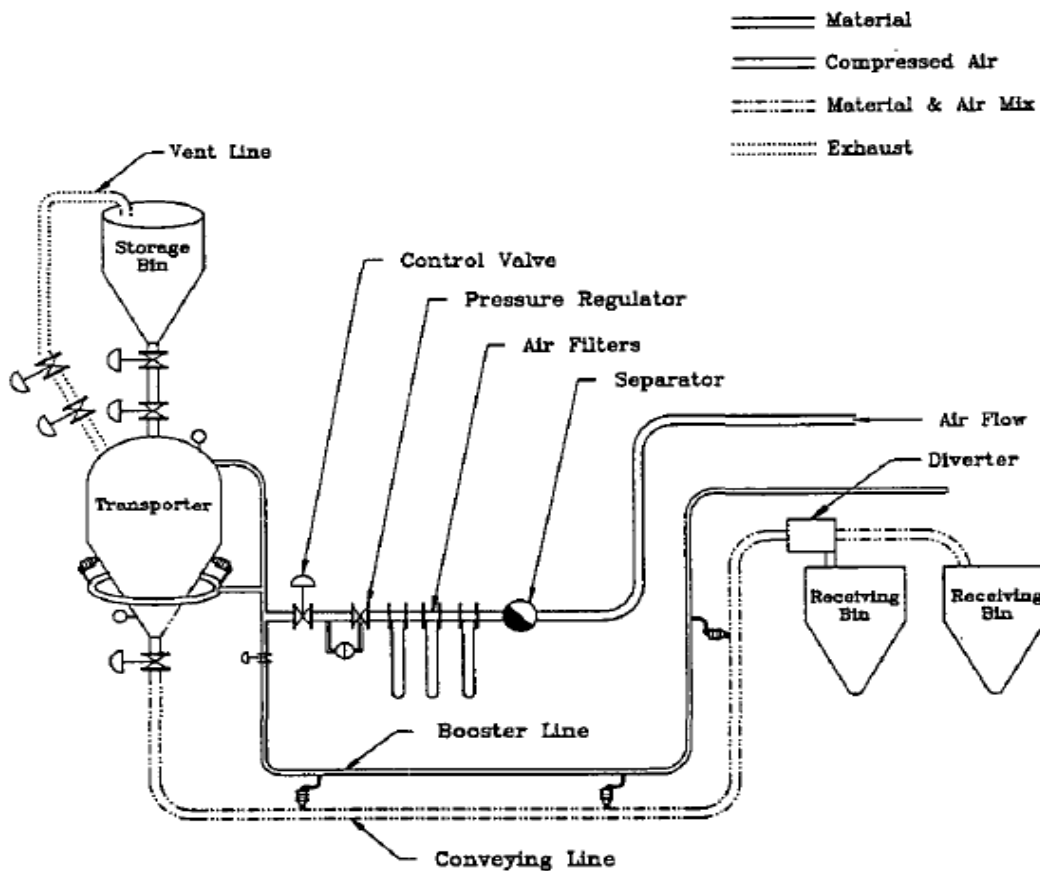 Material
Compressed Air
Material & Air Mix
Exhaust
Vent Line
Storage
Bin
Control Valve
Pressure Regulator
Air Filters
Separator
Air Flow
Diverter
Transporter
Receiving
Bin
Receiving
Bin
Booster Line
Conveying Line